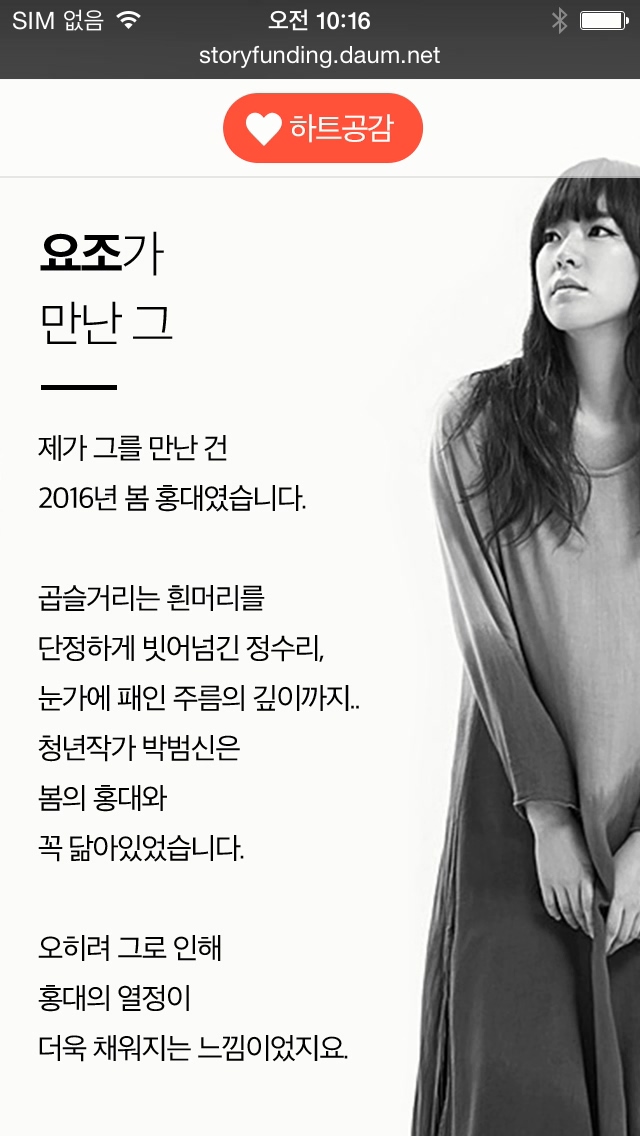 SIM 없음 오전 10:16
storyfunding.daum.net
하트공감
요조가
만난 그
제가 그를 만난 건
2016년 봄 홍대였습니다.
곱슬거리는 흰머리를
단정하게 빗어넘긴 정수리,
눈가에 패인 주름의 깊이까지..
청년작가 박범신은
봄의 홍대와
꼭 닮아있었습니다.
오히려 그로 인해
홍대의 열정이
더욱 채워지는 느낌이었지요.